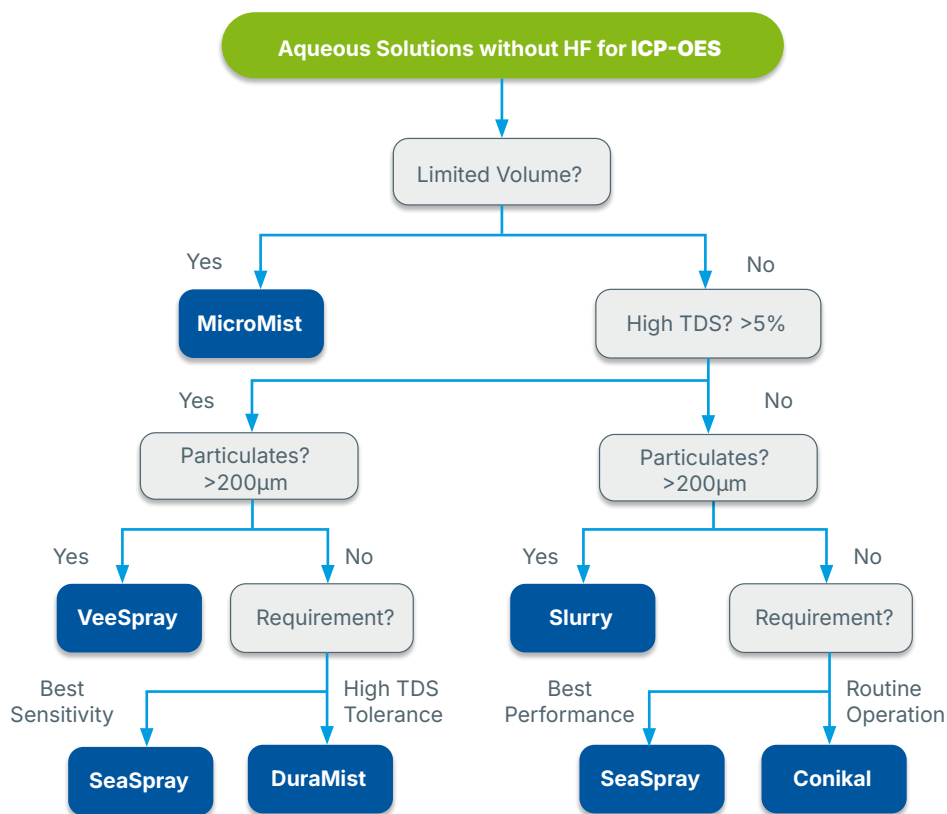 Aqueous Solutions without HF for ICP-OES
Limited Volume?
Yes
No
MicroMist
High TDS? >5%
Yes
No
Particulates?
>200µm
Particulates?
>200µm
Yes
No
Yes
No
VeeSpray
Requirement?
Slurry
Requirement?
Best
Sensitivity
High TDS
Tolerance
Best
Performance
Routine
Operation
SeaSpray
DuraMist
SeaSpray
Conikal